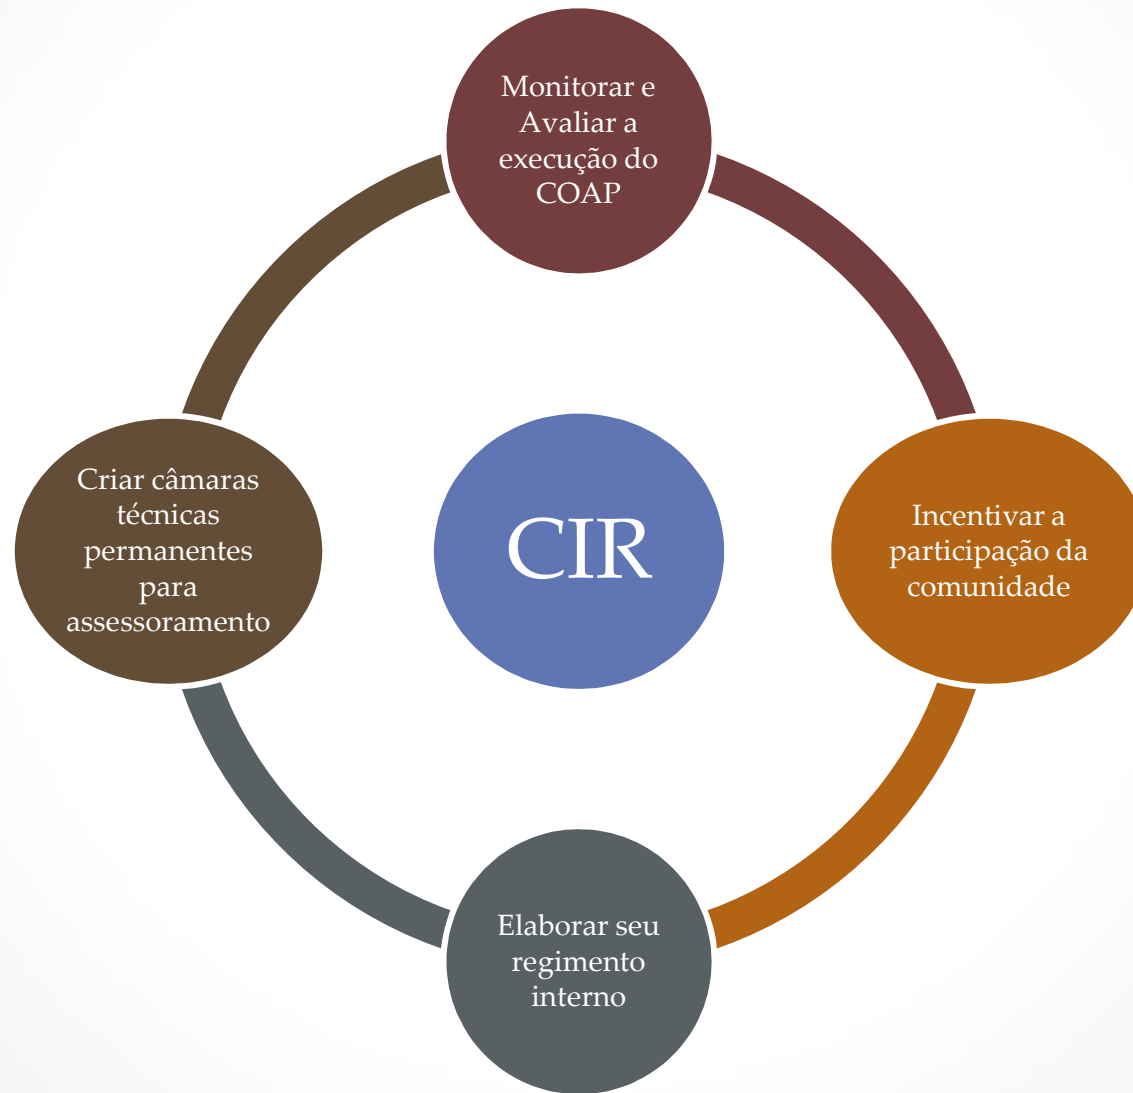 Monitorar e
Avaliar a
execução do
COAP
Criar câmaras
técnicas
permanentes
para
assessoramento
CIR
Incentivar a
participação da
comunidade
Elaborar seu
regimento
interno